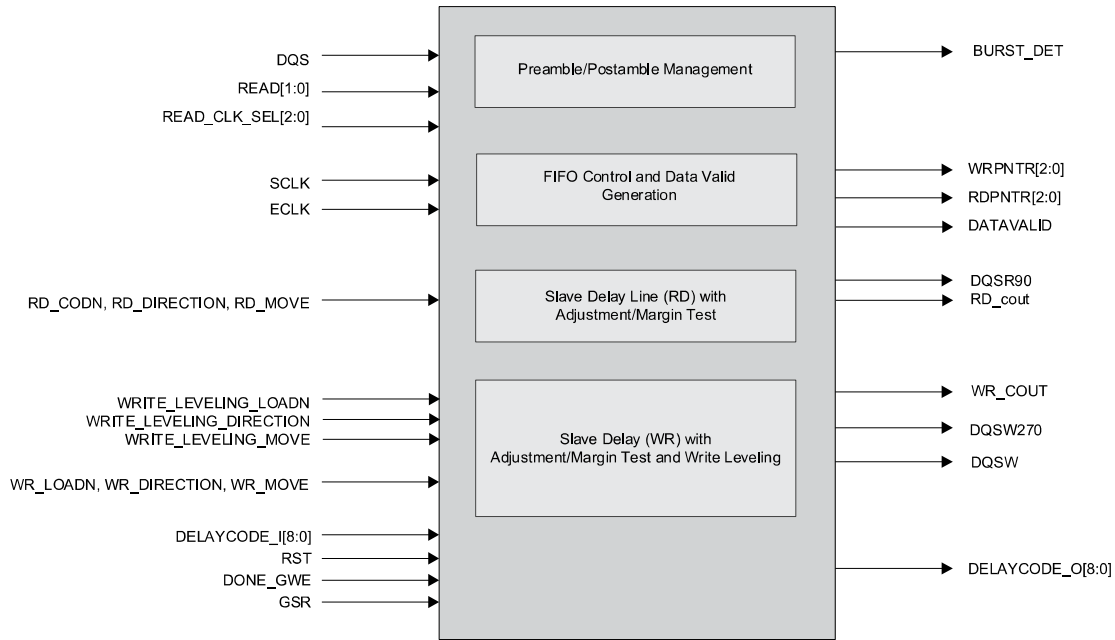 DQS
READ[1:0]
READ_CLK_SEL[2:0]
SCLK
ECLK
RD_CODN, RD_DIRECTION, RD_MOVE
WRITE_LEVELING_LOADN
WRITE_LEVELING_DIRECTION
WRITE_LEVELING_MOVE
WR_LOADN, WR_DIRECTION, WR_MOVE
DELAYCODE_I[8:0]
RST
DONE_GWE
GSR
Preamble/Postamble Management
FIFO Control and Data Valid
Generation
Slave Delay Line (RD) with
Adjustment/Margin Test
Slave Delay (WR) with
Adjustment/Margin Test and Write Leveling
BURST_DET
WRPNTR[2:0]
RDPNTR[2:0]
DATAVALID
DQSR90
RD_cout
WR_COUT
DQSW270
DQSW
DELAYCODE_O[8:0]